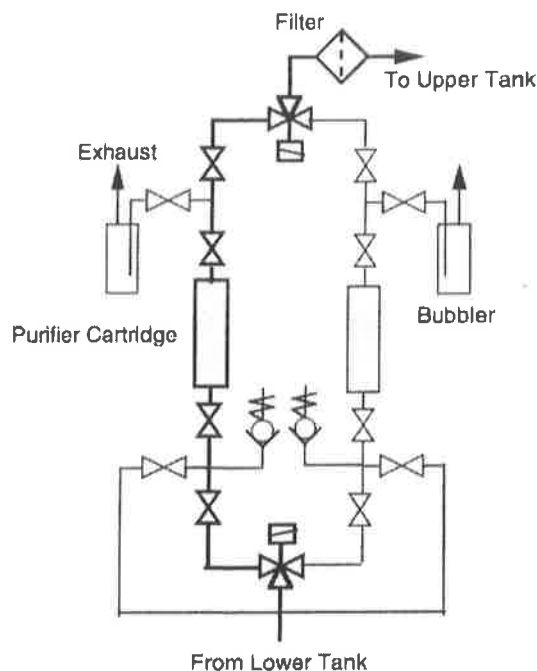 Filter
To Upper Tank
Exhaust
Purifier Cartridge
Bubbler
From Lower Tank